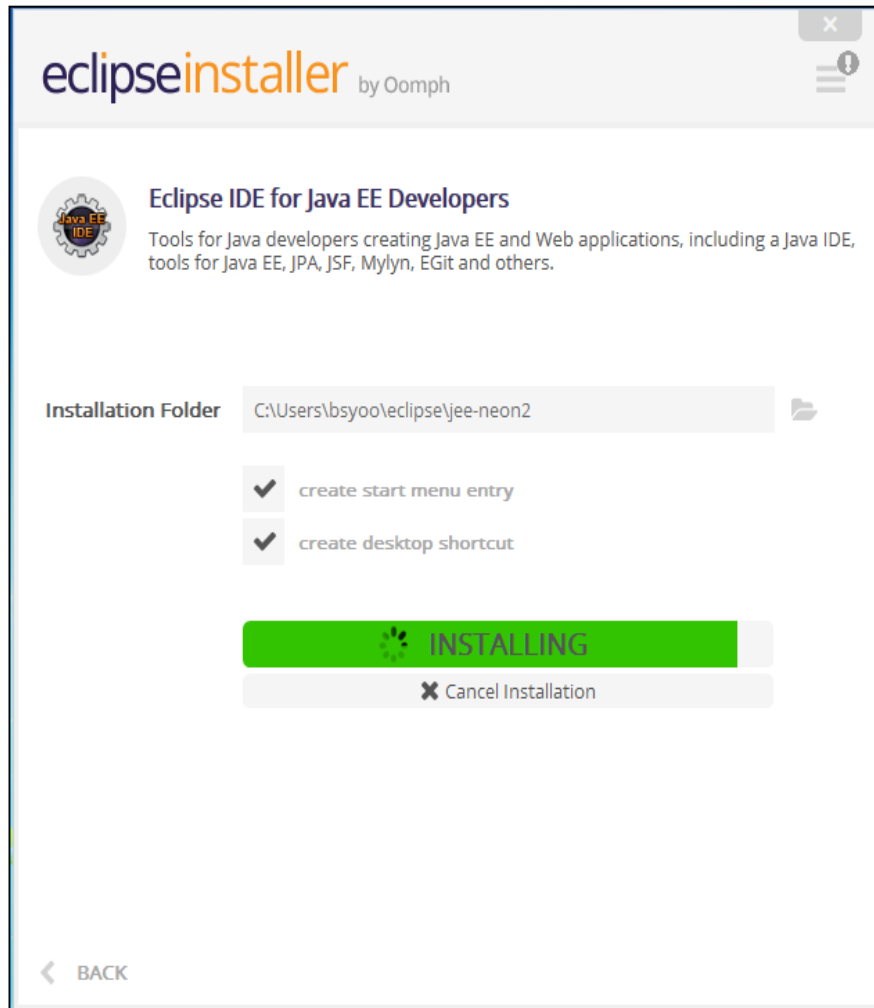 eclipseinstaller by Oomph
Java EE
IDE
Eclipse IDE for Java EE Developers
Tools for Java developers creating Java EE and Web applications, including a Java IDE,
tools for Java EE, JPA, JSF, Mylyn, EGit and others.
Installation Folder C:\Users\bsyoo\eclipse\jee-neon2
create start menu entry
create desktop shortcut
INSTALLING
Cancel Installation
BACK